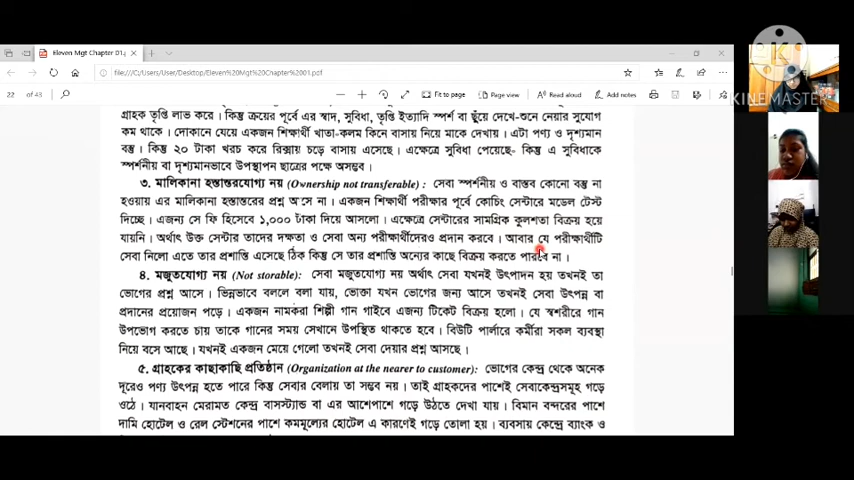 Eleven Mgt Chapter 01.
file:///C:/Users/User/Desktop/Eleven%20Mgt%20Chapter%2001.pdf
22 of 43
Fit to page
Page view
Read aloud
Add notes
KINEMASTER
গ্রাহক তৃপ্তি লাভ করে। কিন্তু ক্রয়ের পূর্বে এর স্বাদ, সুবিধা, তৃপ্তি ইত্যাদি স্পর্শ বা ছুঁয়ে দেখে-শুনে নেয়ার সুযোগ
কম থাকে। দোকানে যেয়ে একজন শিক্ষার্থী খাতা-কলম কিনে বাসায় নিয়ে মাকে দেখায়। এটা পণ্য ও দৃশ্যমান
বস্তু। কিন্তু ২০ টাকা খরচ করে রিক্সায় চড়ে বাসায় এসেছে। এক্ষেত্রে সুবিধা পেয়েছে- কিন্তু এ সুবিধাকে
স্পর্শনীয় বা দৃশ্যমানভাবে উপস্থাপন ছাত্রের পক্ষে অসম্ভব।
৩. মালিকানা হস্তান্তরযোগ্য নয় (Ownership not transferable) : সেবা স্পর্শনীয় ও বাস্তব কোনো বস্তু না
হওয়ায় এর মালিকানা হস্তান্তরের প্রশ্ন আসে না। একজন শিক্ষার্থী পরীক্ষার পূর্বে কোচিং সেন্টারে মডেল টেস্ট
দিচ্ছে। এজন্য সে ফি হিসেবে ১,০০০ টাকা দিয়ে আসলো। এক্ষেত্রে সেন্টারের সামগ্রিক কুশলতা বিক্রয় হয়ে
যায়নি। অর্থাৎ উক্ত সেন্টার তাদের দক্ষতা ও সেবা অন্য পরীক্ষার্থীদেরও প্রদান করবে। আবার যে পরীক্ষার্থীটি
সেবা নিলো এতে তার প্রশান্তি এসেছে ঠিক কিন্তু সে তার প্রশান্তি অন্যের কাছে বিক্রয় করতে পারবে না।
৪. মজুতযোগ্য নয় (Not storable): সেবা মজুতযোগ্য নয় অর্থাৎ সেবা যখনই উৎপাদন হয় তখনই তা
ভোগের প্রশ্ন আসে। ভিন্নভাবে বললে বলা যায়, ভোক্তা যখন ভোগের জন্য আসে তখনই সেবা উৎপন্ন বা
প্রদানের প্রয়োজন পড়ে। একজন নামকরা শিল্পী গান গাইবে এজন্য টিকেট বিক্রয় হলো। যে স্বশরীরে গান
উপভোগ করতে চায় তাকে গানের সময় সেখানে উপস্থিত থাকতে হবে। বিউটি পার্লারে কর্মীরা সকল ব্যবস্থা
নিয়ে বসে আছে। যখনই একজন মেয়ে গেলো তখনই সেবা দেয়ার প্রশ্ন আসছে।
৫. গ্রাহকের কাছাকাছি প্রতিষ্ঠান (Organization at the nearer to customer): ভোগের কেন্দ্র থেকে অনেক
দূরেও পণ্য উৎপন্ন হতে পারে কিন্তু সেবার বেলায় তা সম্ভব নয়। তাই গ্রাহকদের পাশেই সেবাকেন্দ্রসমূহ গড়ে
ওঠে। যানবাহন মেরামত কেন্দ্র বাসস্ট্যান্ড বা এর আশেপাশে গড়ে উঠতে দেখা যায়। বিমান বন্দরের পাশে
দামি হোটেল ও রেল স্টেশনের পাশে কমমূল্যের হোটেল এ কারণেই গড়ে তোলা হয়। ব্যবসায় কেন্দ্রে ব্যাংক ও